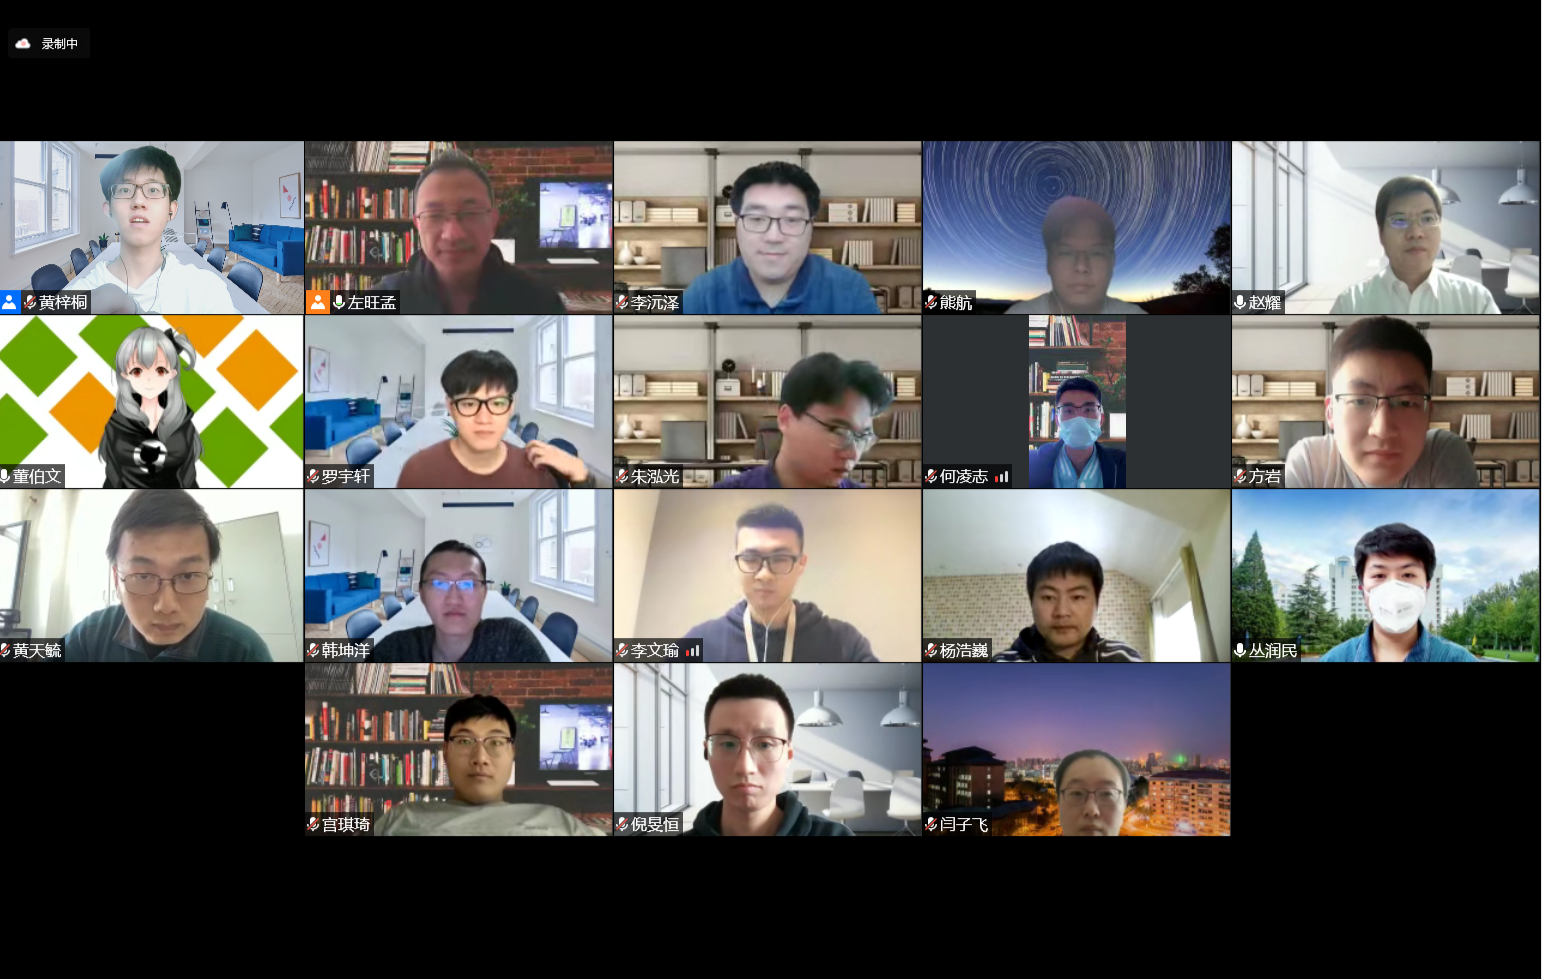 录制中
黄梓桐
左旺孟
李沅泽
熊航
赵耀
董伯文
罗宇轩
朱泓光
何凌志
方岩
黄天毓
韩坤洋
李文瑜
杨浩巍
丛润民
宫琪琦
倪旻恒
闫子飞